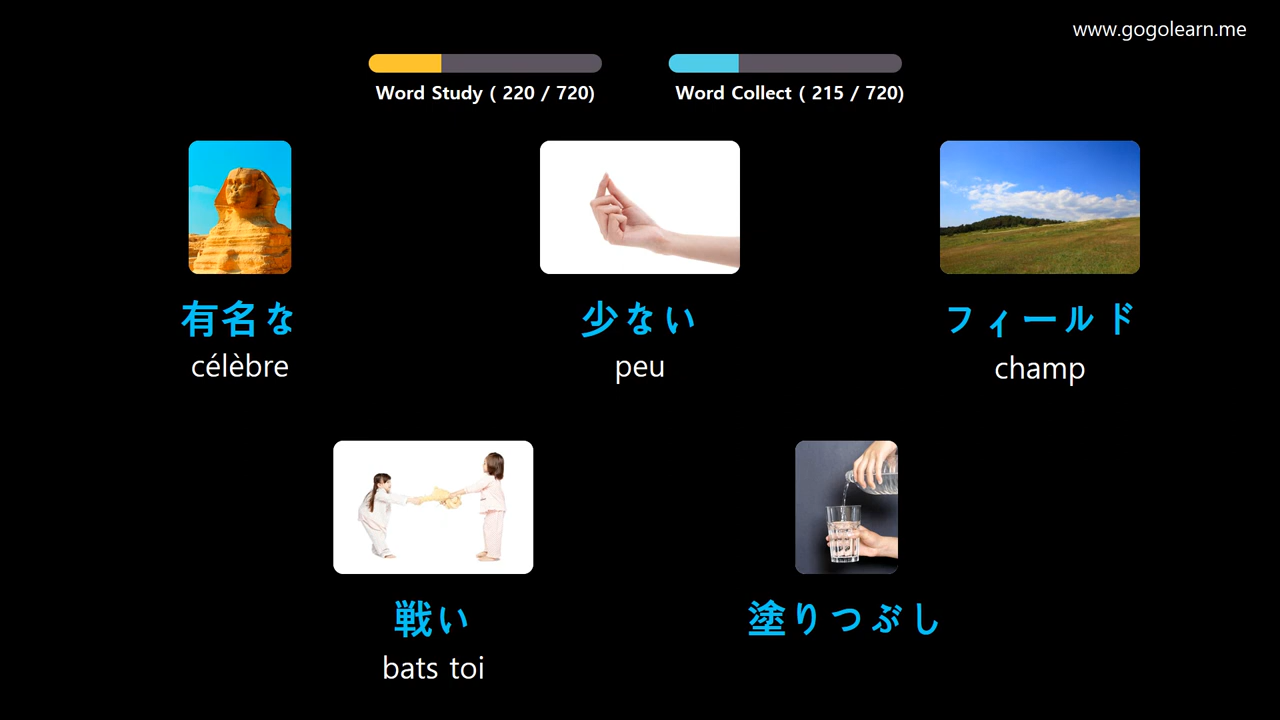 www.gogolearn.me
Word Study ( 220 / 720)
Word Collect ( 215 / 720)
有名な
célèbre
少ない
peu
フィールド
champ
戦い
bats toi
塗りつぶし